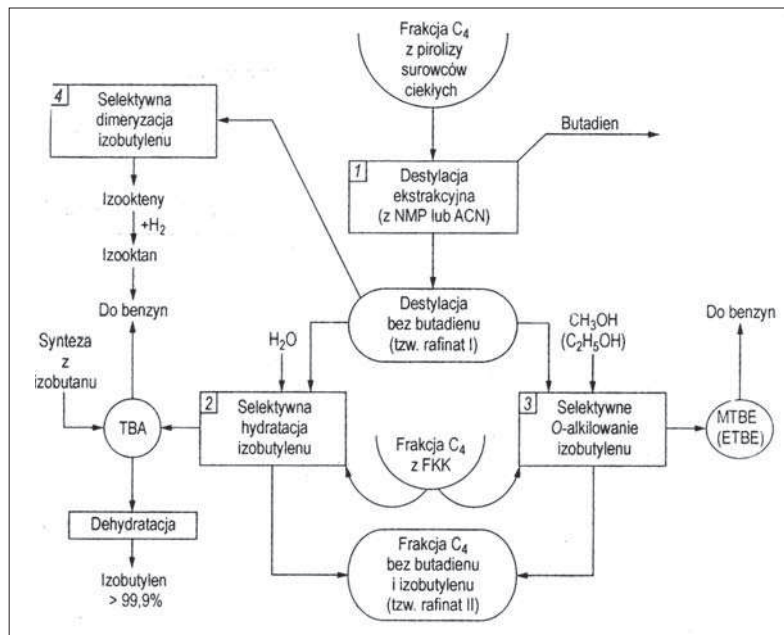 Frakcja C₄
z pirolizy
surowców
ciekłych
4
Selektywna
dimeryzacja
izobutylenu
Butadien
1
Destylacja
ekstrakcyjna
(z NMP lub ACN)
Izookteny
+H₂
Izooktan
Do benzyn
Destylacja
bez butadienu
(tzw. rafinat I)
H₂O
CH₃OH
(C₂H₅OH)
Do benzyn
Synteza
z
izobutanu
TBA
2
Selektywna
hydratacja
izobutylenu
Frakcja C₄
z FKK
3
Selektywne
O-alkilowanie
izobutylenu
MTBE
(ETBE)
Dehydratacja
Izobutylen
> 99,9%
Frakcja C₄
bez butadienu
i izobutylenu
(tzw. rafinat II)